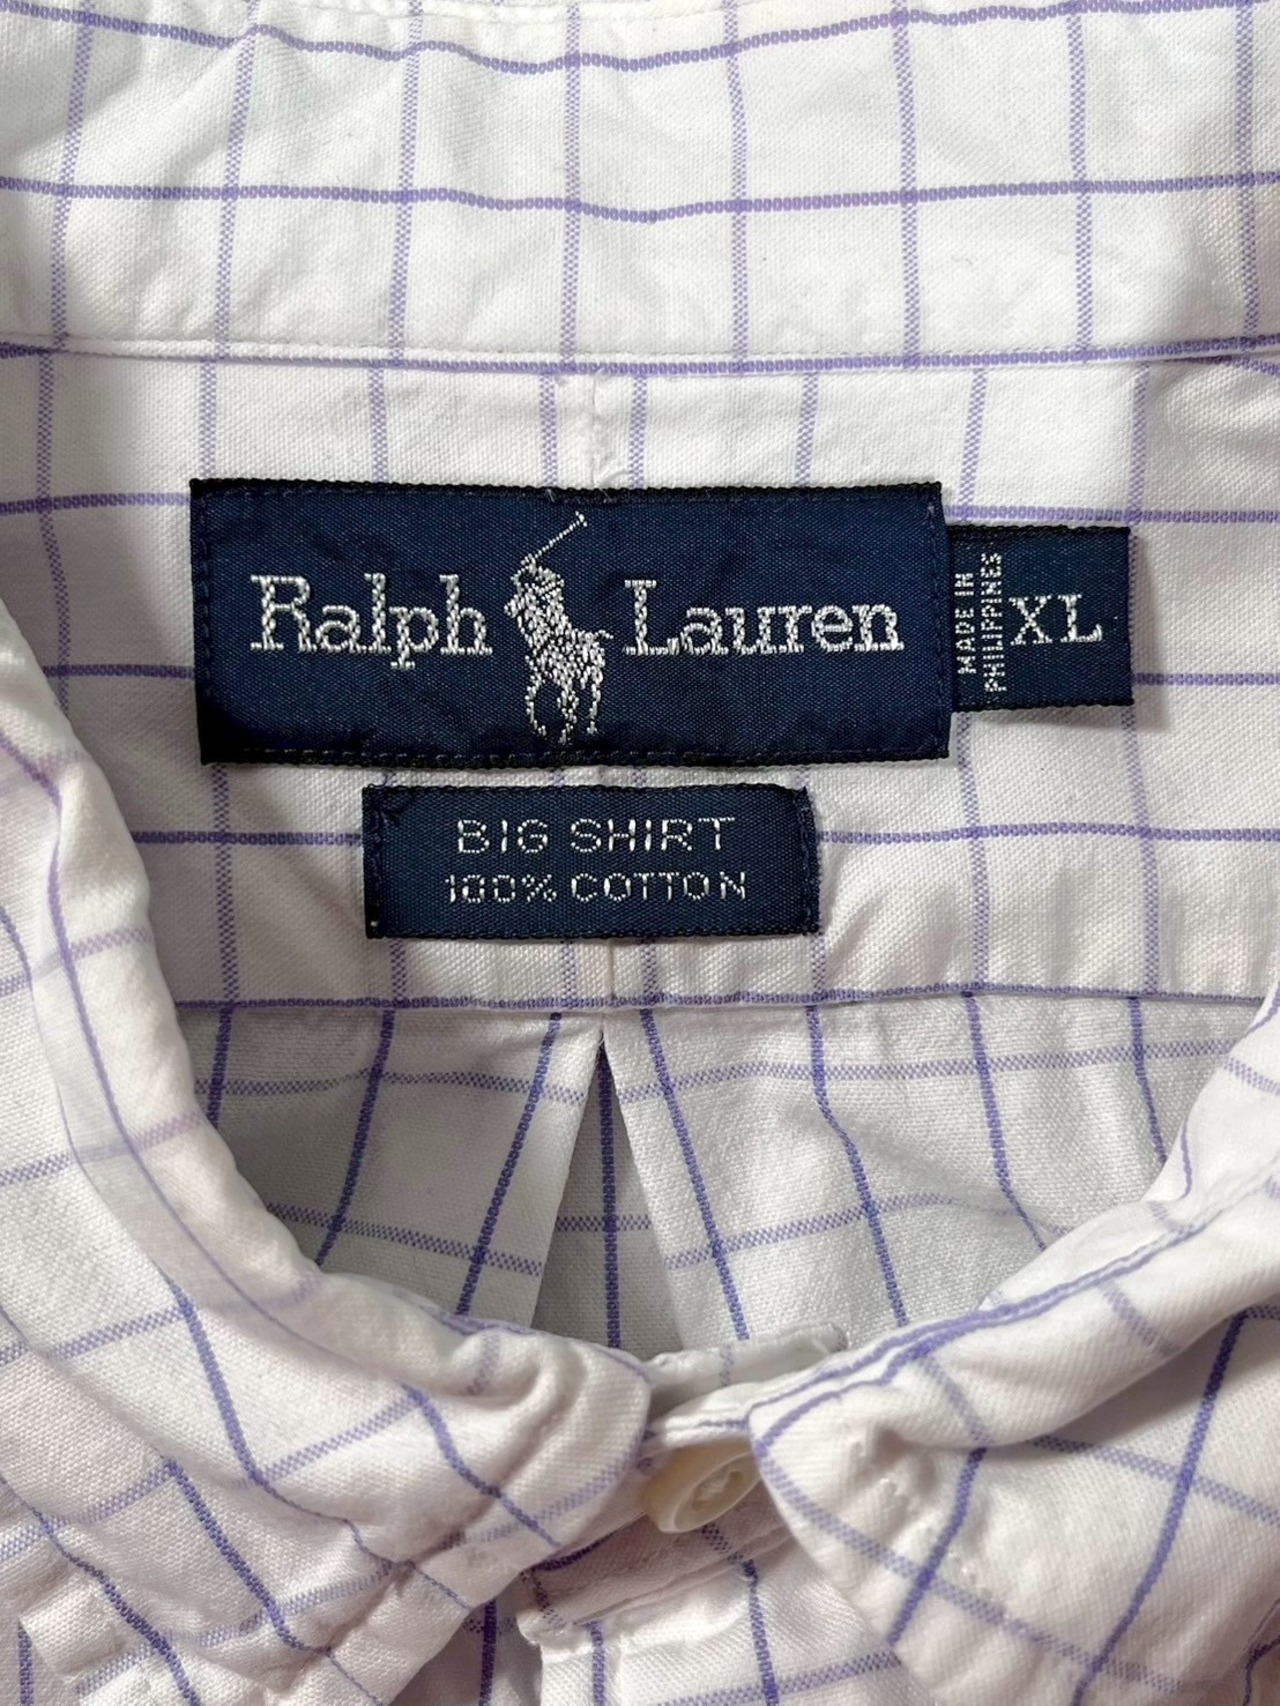 Ralph Lauren
MADE IN
PHILIPPINES
XL
BIG SHIRT
100% COTTON